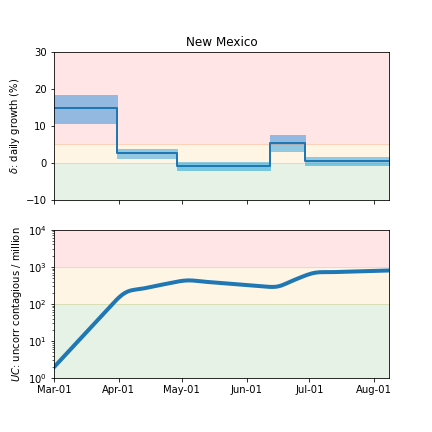 New Mexico
δ: daily growth (%)
30
20
10
0
−10
UC: uncorr contagious / million
10⁴
10³
10²
10¹
10⁰
Mar-01 Apr-01 May-01 Jun-01 Jul-01 Aug-01